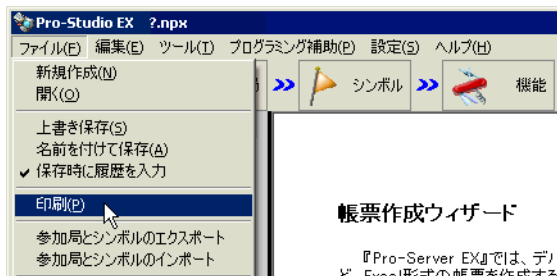 Pro-Studio EX ?.npx
ファイル(F) 編集(E) ツール(T) プログラミング補助(P) 設定(S) ヘルプ(H)
新規作成(N)
開く(O)
シンボル
機能
上書き保存(S)
名前を付けて保存(A)
保存時に履歴を入力
印刷(P)
帳票作成ウィザード
参加局とシンボルのエクスポート
参加局とシンボルのインポート
『Pro-Server EX』では、デ
ど、Excel形式の帳票を作成する